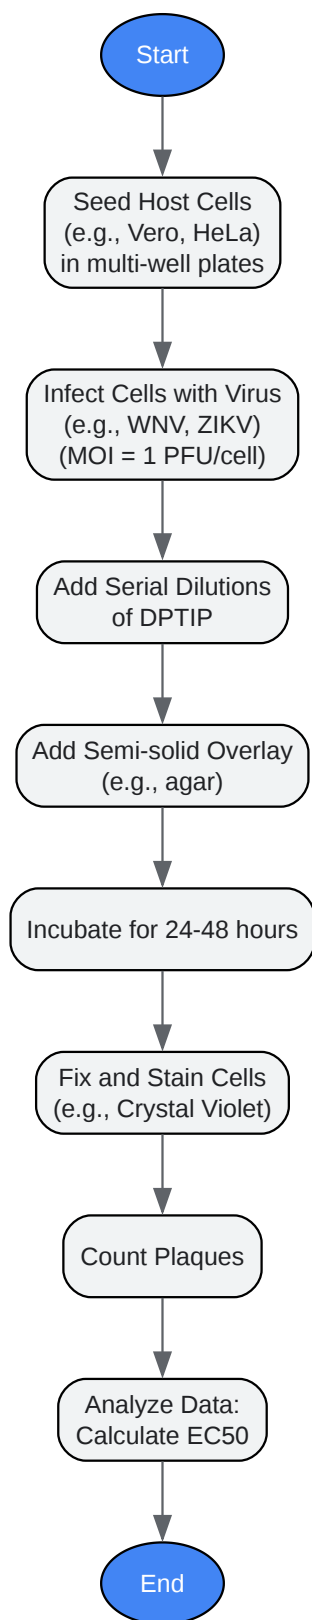 Start
Seed Host Cells
(e.g., Vero, HeLa)
in multi-well plates
Infect Cells with Virus
(e.g., WNV, ZIKV)
(MOI = 1 PFU/cell)
Add Serial Dilutions
of DPTIP
Add Semi-solid Overlay
(e.g., agar)
Incubate for 24-48 hours
Fix and Stain Cells
(e.g., Crystal Violet)
Count Plaques
Analyze Data:
Calculate EC50
End